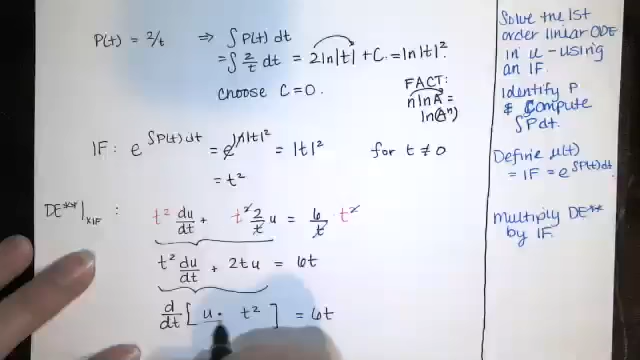 P(t) = 2/t ⇒ ∫P(t)dt
= ∫ 2/t dt = 2ln|t| + C = ln|t|².
choose C=0.
FACT:
n ln A =
ln(Aⁿ)
IF: e^∫P(t)dt = e^ln|t|² = |t|² for t ≠ 0
= t²
DE**|xIF : t² du/dt + t² 2/t u = 6/t · t²
t² du/dt + 2tu = 6t
d/dt [ u · t² ] = 6t
Solve the 1st
order linear ODE
in u - using
an IF.
Identify P
& Compute
∫Pdt.
Define μ(t)
= IF = e^∫P(t)dt
Multiply DE**
by IF.